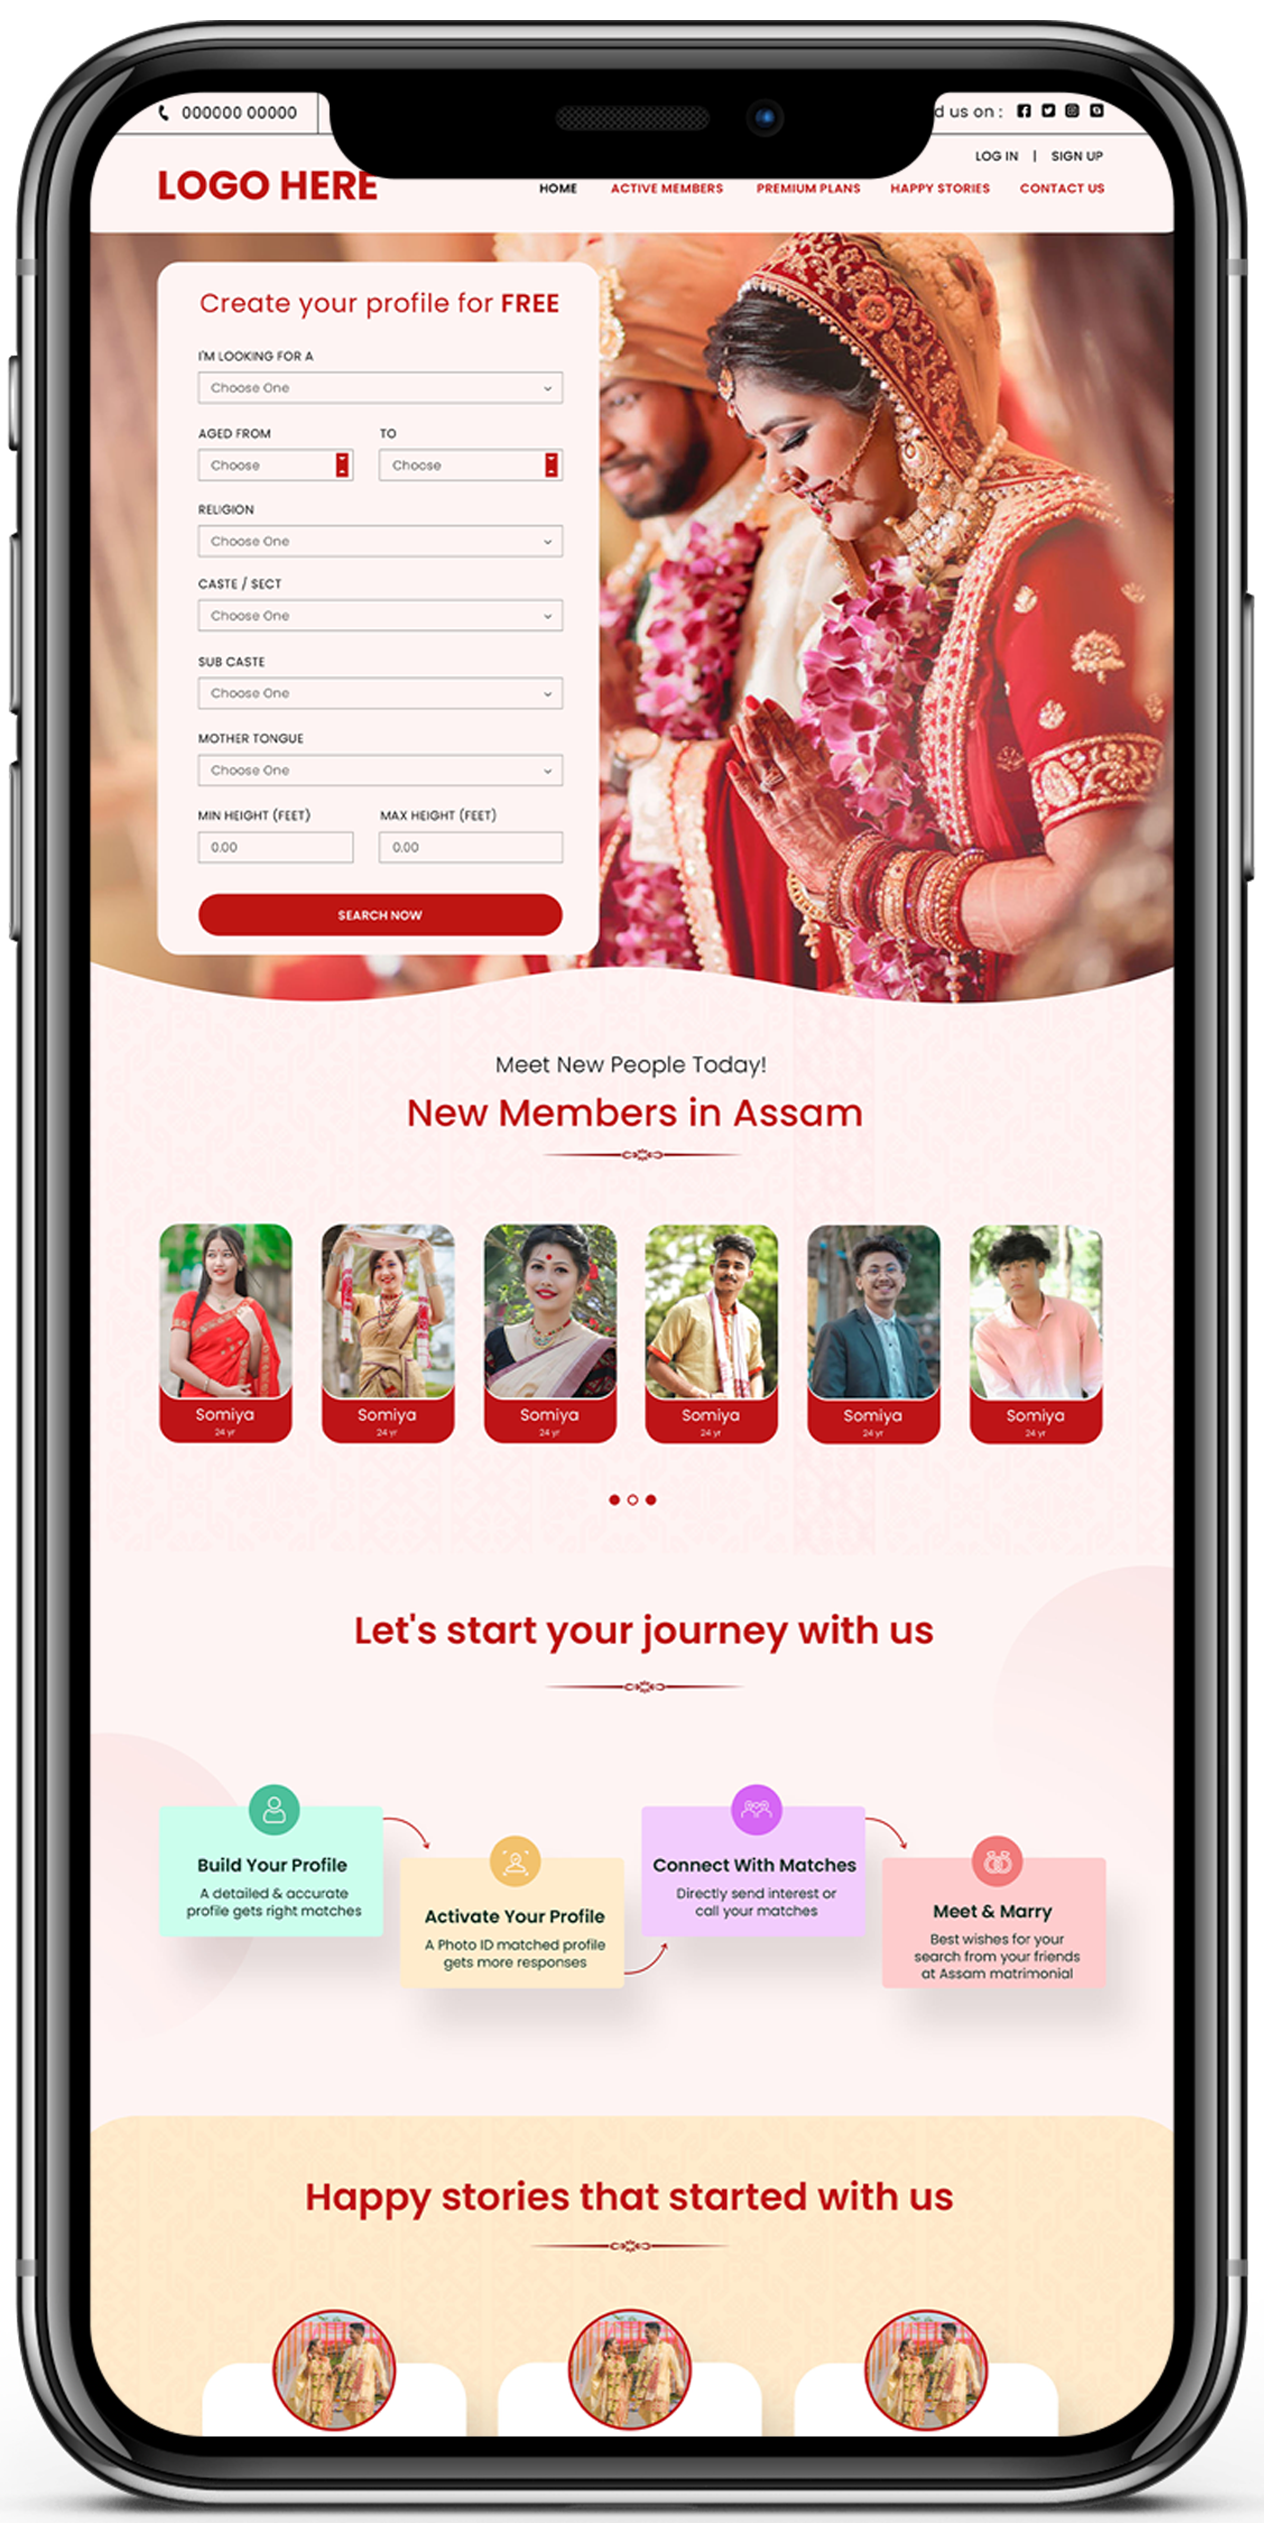 000000 00000
d us on :
LOG IN | SIGN UP
LOGO HERE
HOME ACTIVE MEMBERS PREMIUM PLANS HAPPY STORIES CONTACT US
Create your profile for FREE
I'M LOOKING FOR A
Choose One
AGED FROM TO
Choose Choose
RELIGION
Choose One
CASTE / SECT
Choose One
SUB CASTE
Choose One
MOTHER TONGUE
Choose One
MIN HEIGHT (FEET) MAX HEIGHT (FEET)
0.00 0.00
SEARCH NOW
Meet New People Today!
New Members in Assam
Somiya Somiya Somiya Somiya Somiya Somiya
24 yr 24 yr 24 yr 24 yr 24 yr 24 yr
Let's start your journey with us
Build Your Profile
A detailed & accurate
profile gets right matches
Activate Your Profile
A Photo ID matched profile
gets more responses
Connect With Matches
Directly send interest or
call your matches
Meet & Marry
Best wishes for your
search from your friends
at Assam matrimonial
Happy stories that started with us